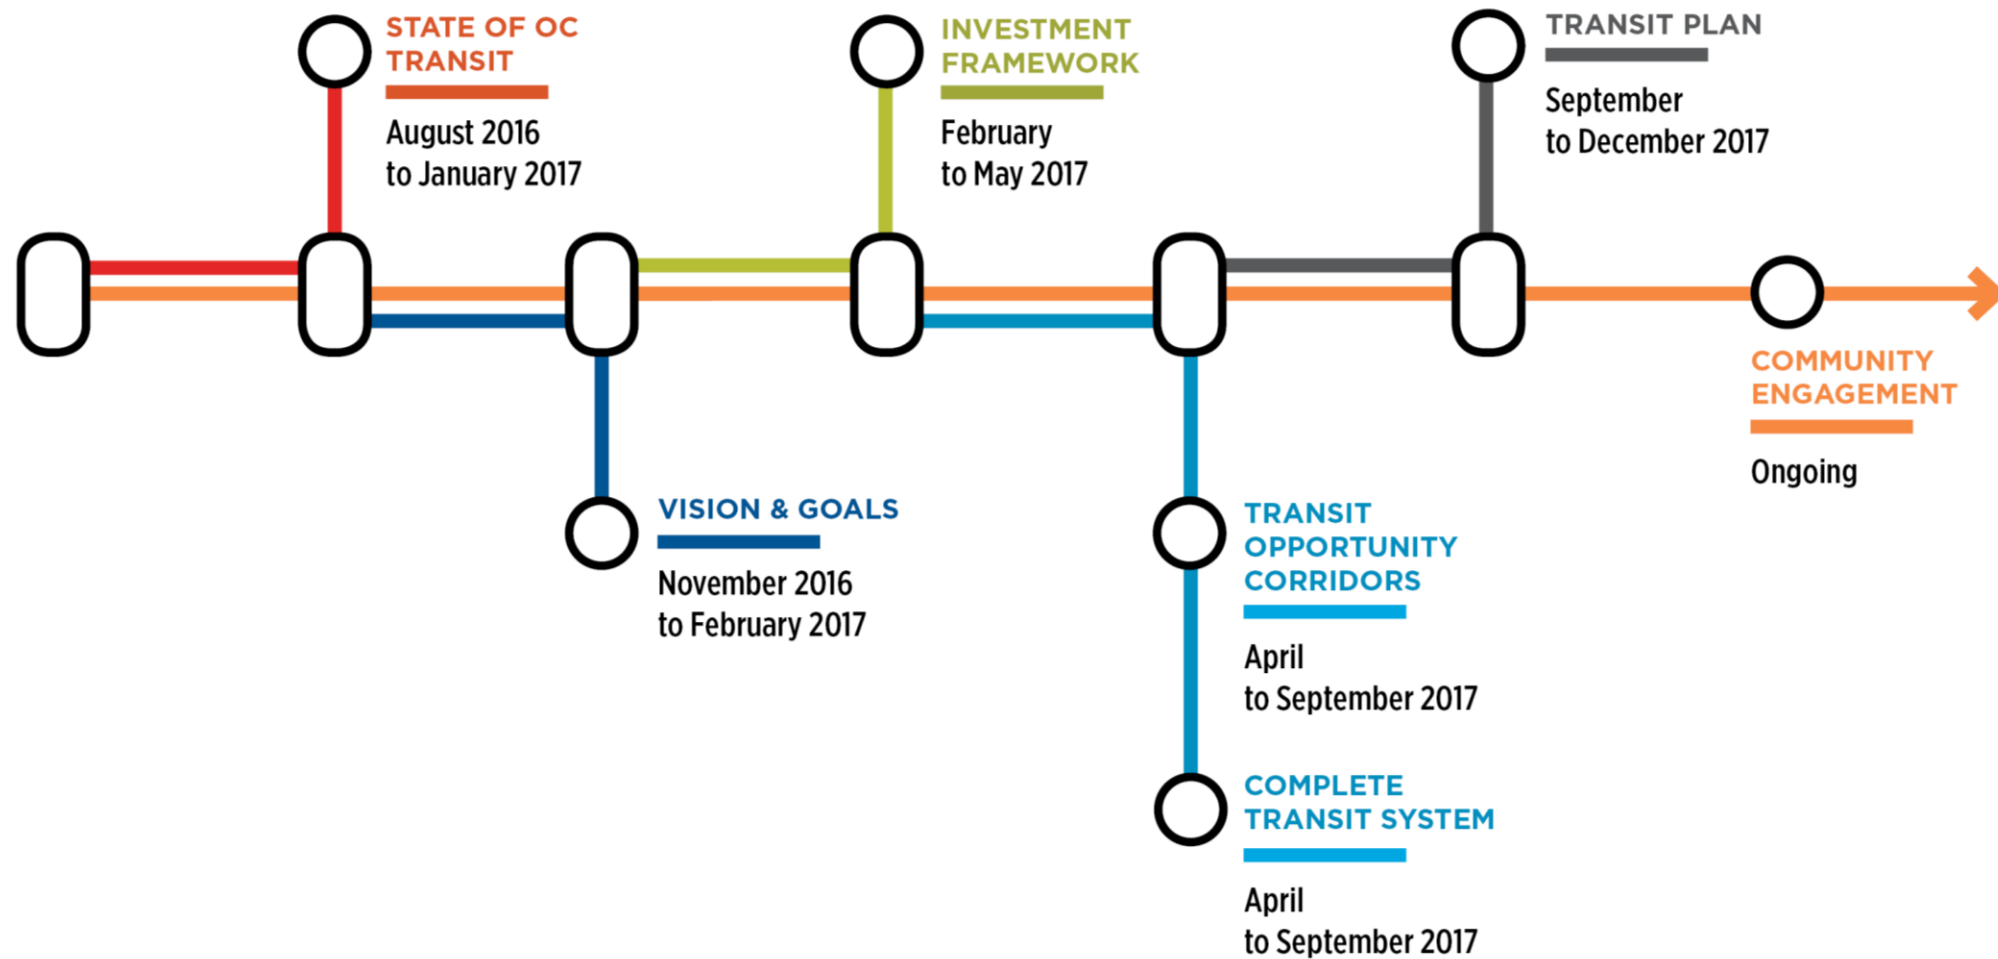 STATE OF OC
TRANSIT
August 2016
to January 2017
INVESTMENT
FRAMEWORK
February
to May 2017
TRANSIT PLAN
September
to December 2017
COMMUNITY
ENGAGEMENT
Ongoing
VISION & GOALS
November 2016
to February 2017
TRANSIT
OPPORTUNITY
CORRIDORS
April
to September 2017
COMPLETE
TRANSIT SYSTEM
April
to September 2017